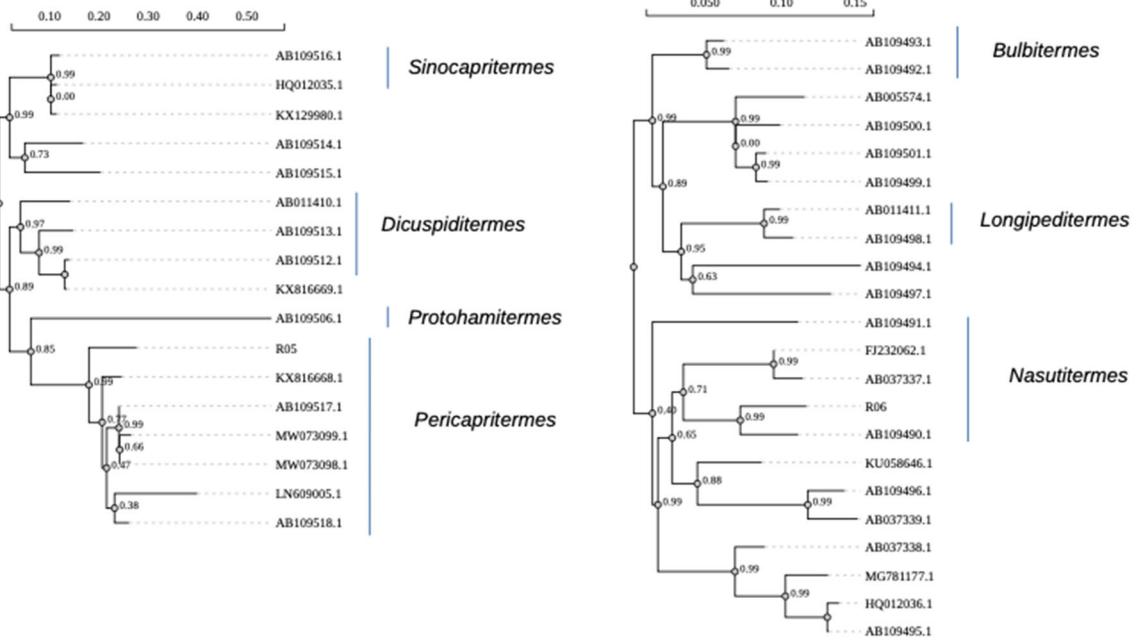 0.10 0.20 0.30 0.40 0.50
AB109516.1
0.99
HQ012035.1
0.00
KX129980.1
0.99
AB109514.1
0.73
AB109515.1
Sinocapritermes
AB011410.1
0.97
AB109513.1
0.99
AB109512.1
KX816669.1
0.89
Dicuspiditermes
AB109506.1
Protohamitermes
0.85
R05
KX816668.1
0.99
AB109517.1
0.77
0.99
MW073099.1
0.66
MW073098.1
0.47
LN609005.1
0.38
AB109518.1
Pericapritermes
0.050 0.10 0.15
AB109493.1
0.99
AB109492.1
Bulbitermes
AB005574.1
0.99
0.99
AB109500.1
0.00
AB109501.1
0.99
AB109499.1
0.89
AB011411.1
0.99
AB109498.1
Longipeditermes
0.95
AB109494.1
0.63
AB109497.1
AB109491.1
FJ232062.1
0.99
AB037337.1
0.71
R06
0.40
0.99
AB109490.1
Nasutitermes
0.65
KU058646.1
0.88
AB109496.1
0.99
AB037339.1
0.99
AB037338.1
0.99
MG781177.1
0.99
HQ012036.1
AB109495.1